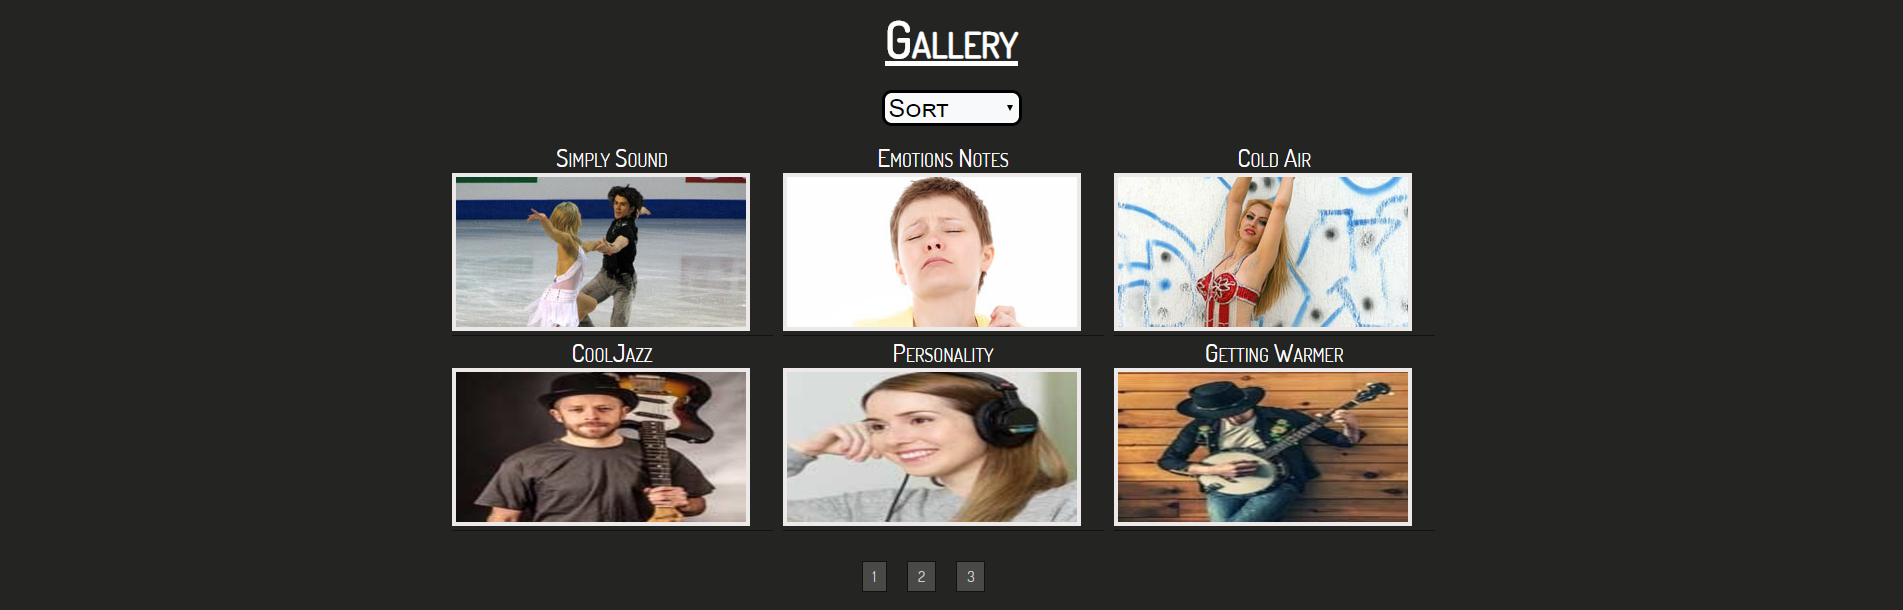 Gallery
Sort
Simply Sound
Emotions Notes
Cold Air
CoolJazz
Personality
Getting Warmer
1 2 3